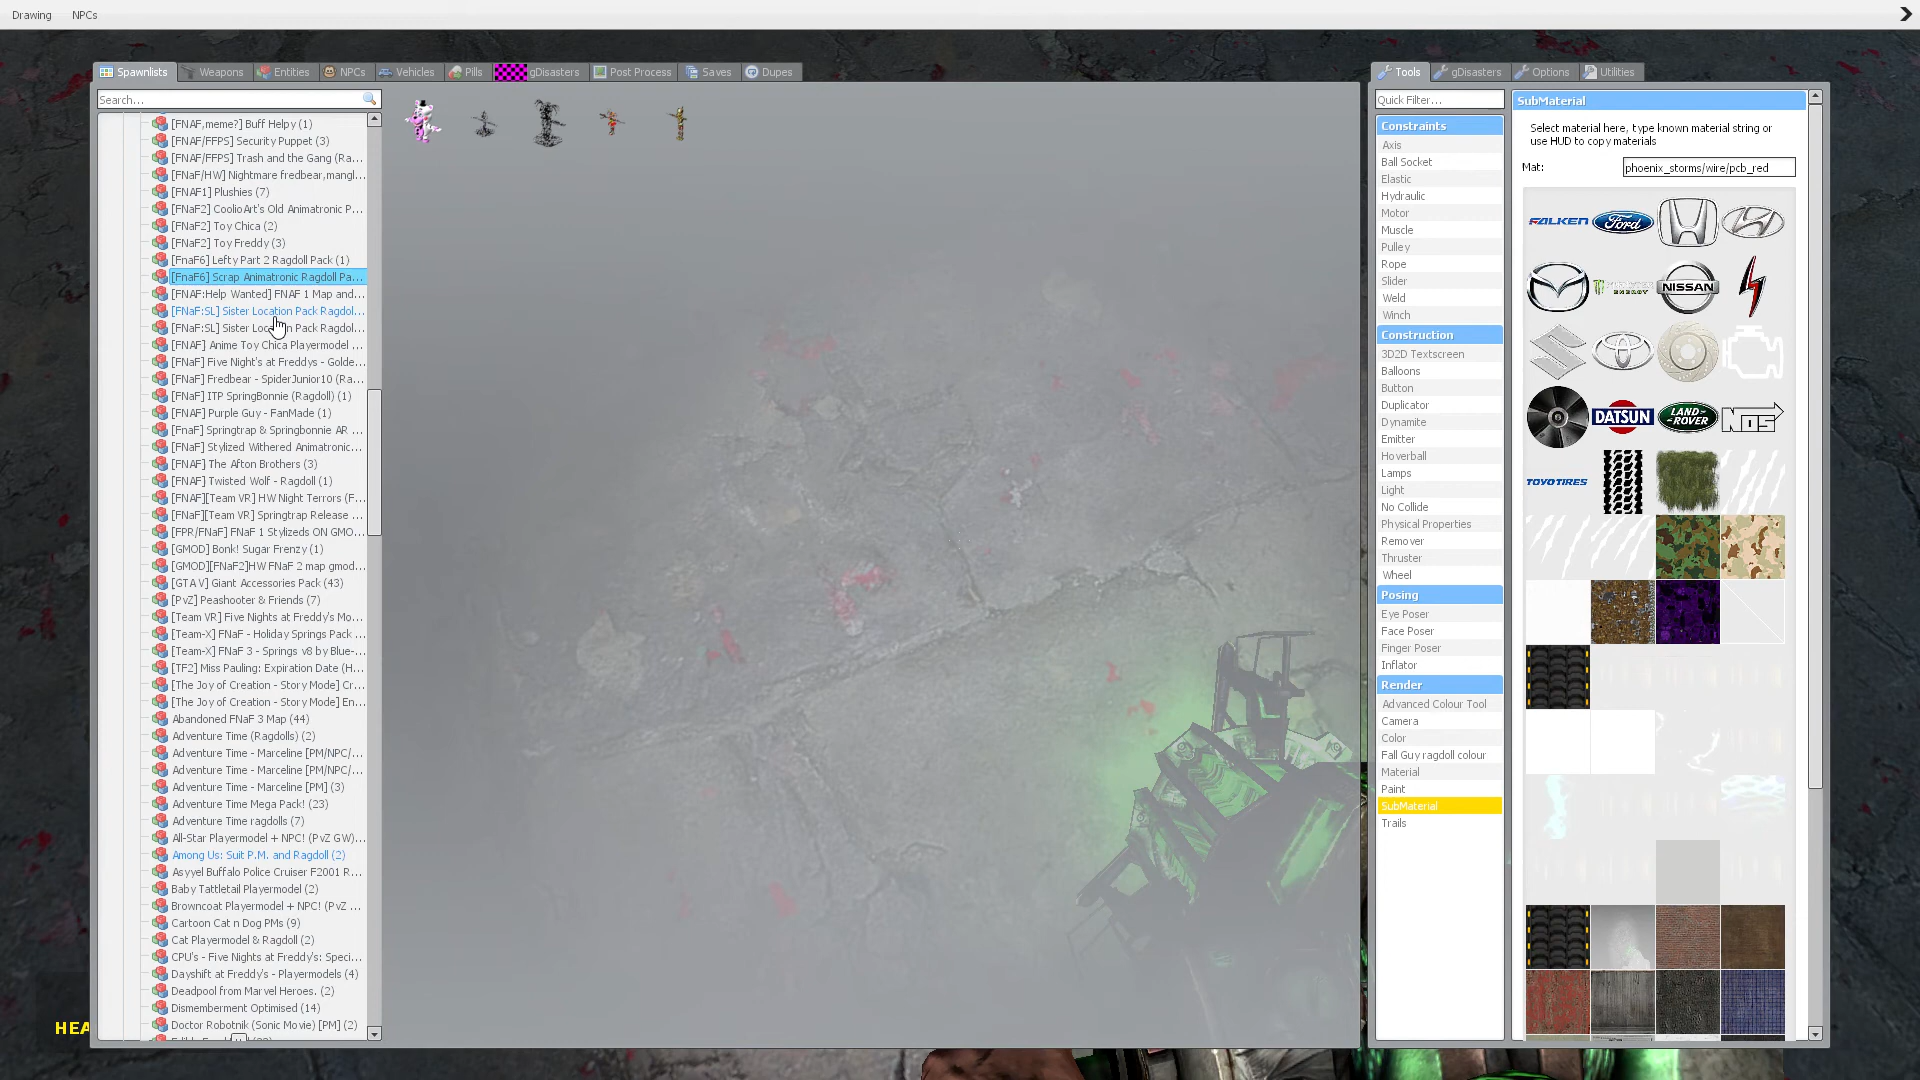 Drawing NPCs
Spawnlists Weapons Entities NPCs Vehicles Pills gDisasters Post Process Saves Dupes
Search...
[FNAF,meme?] Buff Helpy (1)
[FNAF/FFPS] Security Puppet (3)
[FNAF/FFPS] Trash and the Gang (Ra...
[FNaF/HW] Nightmare fredbear,mangl...
[FNAF1] Plushies (7)
[FNaF2] CoolioArt's Old Animatronic P...
[FNaF2] Toy Chica (2)
[FNaF2] Toy Freddy (3)
[FnaF6] Lefty Part 2 Ragdoll Pack (1)
[FnaF6] Scrap Animatronic Ragdoll Pa...
[FNAF:Help Wanted] FNAF 1 Map and...
[FNaF:SL] Sister Location Pack Ragdol...
[FNaF:SL] Sister Location Pack Ragdol...
[FNAF] Anime Toy Chica Playermodel ...
[FNaF] Five Night's at Freddys - Golde...
[FNaF] Fredbear - SpiderJunior10 (Ra...
[FNaF] ITP SpringBonnie (Ragdoll) (1)
[FNAF] Purple Guy - FanMade (1)
[FnaF] Springtrap & Springbonnie AR ...
[FNaF] Stylized Withered Animatronic...
[FNAF] The Afton Brothers (3)
[FNAF] Twisted Wolf - Ragdoll (1)
[FNAF][Team VR] HW Night Terrors (F...
[FNaF][Team VR] Springtrap Release ...
[FPR/FNaF] FNaF 1 Stylizeds ON GMO...
[GMOD] Bonk! Sugar Frenzy (1)
[GMOD][FNaF2]HW FNaF 2 map gmod...
[GTA V] Giant Accessories Pack (43)
[PvZ] Peashooter & Friends (7)
[Team VR] Five Nights at Freddy's Mo...
[Team-X] FNaF - Holiday Springs Pack ...
[Team-X] FNaF 3 - Springs v8 by Blue-...
[TF2] Miss Pauling: Expiration Date (H...
[The Joy of Creation - Story Mode] Cr...
[The Joy of Creation - Story Mode] En...
Abandoned FNaF 3 Map (44)
Adventure Time (Ragdolls) (2)
Adventure Time - Marceline [PM/NPC/...
Adventure Time - Marceline [PM/NPC/...
Adventure Time - Marceline [PM] (3)
Adventure Time Mega Pack! (23)
Adventure Time ragdolls (7)
All-Star Playermodel + NPC! (PvZ GW)...
Among Us: Suit P.M. and Ragdoll (2)
Asyyel Buffalo Police Cruiser F2001 R...
Baby Tattletail Playermodel (2)
Browncoat Playermodel + NPC! (PvZ ...
Cartoon Cat n Dog PMs (9)
Cat Playermodel & Ragdoll (2)
CPU's - Five Nights at Freddy's: Speci...
Dayshift at Freddy's - Playermodels (4)
Deadpool from Marvel Heroes. (2)
Dismemberment Optimised (14)
Doctor Robotnik (Sonic Movie) [PM] (2)
HEA
Tools gDisasters Options Utilities
Quick Filter...
Constraints
Axis
Ball Socket
Elastic
Hydraulic
Motor
Muscle
Pulley
Rope
Slider
Weld
Winch
Construction
3D2D Textscreen
Balloons
Button
Duplicator
Dynamite
Emitter
Hoverball
Lamps
Light
No Collide
Physical Properties
Remover
Thruster
Wheel
Posing
Eye Poser
Face Poser
Finger Poser
Inflator
Render
Advanced Colour Tool
Camera
Color
Fall Guy ragdoll colour
Material
Paint
SubMaterial
Trails
SubMaterial
Select material here, type known material string or
use HUD to copy materials
Mat: phoenix_storms/wire/pcb_red
FALKEN Ford
NISSAN
DATSUN LAND-ROVER NOS
TOYO TIRES